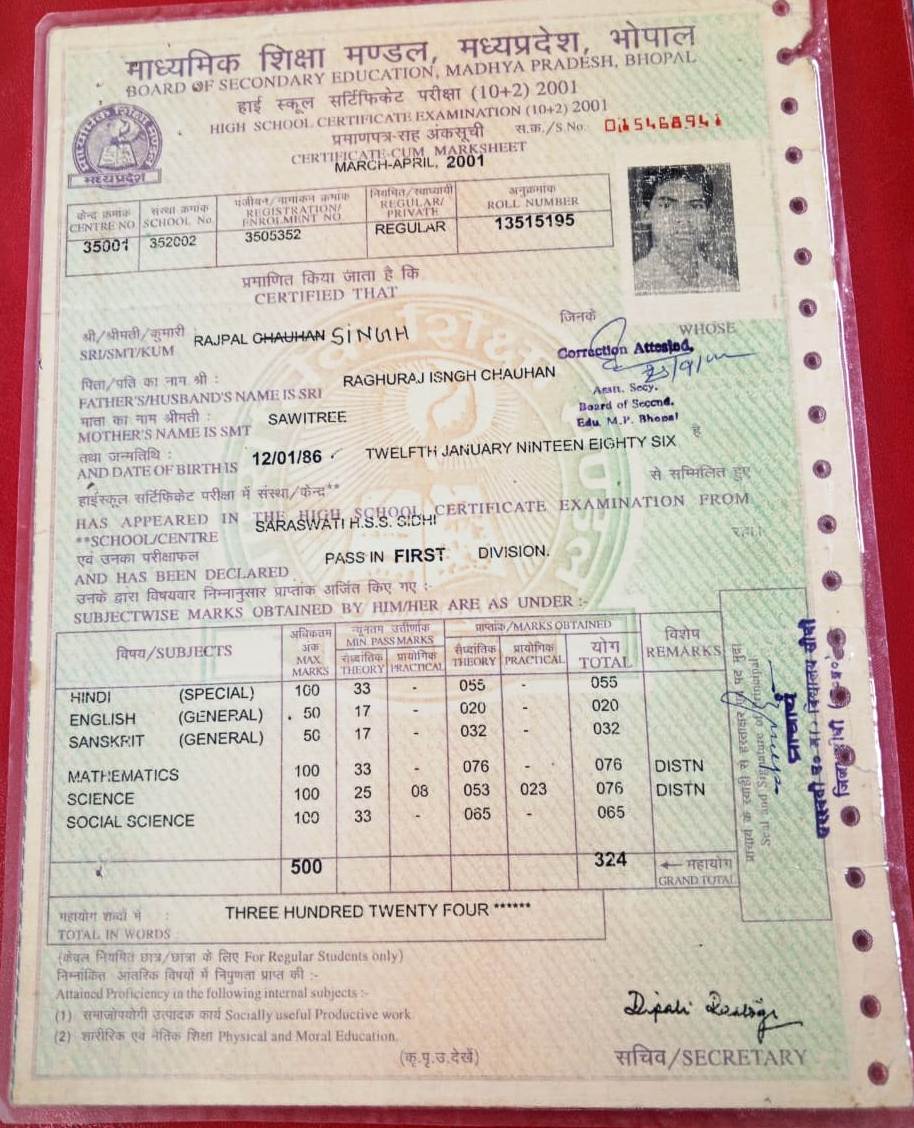 माध्यमिक शिक्षा मण्डल, मध्यप्रदेश, भोपाल
BOARD OF SECONDARY EDUCATION, MADHYA PRADESH, BHOPAL
हाई स्कूल सर्टिफिकेट परीक्षा (10+2) 2001
HIGH SCHOOL CERTIFICATE EXAMINATION (10+2) 2001
प्रमाणपत्र-सह अंकसूची स.क्र./S No.
CERTIFICATE-CUM, MARKSHEET
MARCH-APRIL, 2001
मध्यप्रदेश
केन्द क्रमांक संस्था क्रमांक पंजीयन/नामांकन क्रमांक नियमित/स्वाध्यायी अनुक्रमांक
CENTRE NO SCHOOL No. REGISTRATION/ENROLMENT NO REGULAR/PRIVATE ROLL NUMBER
35001 352002 3505352 REGULAR 13515195
प्रमाणित किया जाता है कि
CERTIFIED THAT
श्री/श्रीमती/कुमारी जिनके
SRI/SMT/KUM RAJPAL CHAUHAN SINGH WHOSE
Correction Attested,
Asstt. Secy.
Board of Second.
Edu. M.P. Bhopal
पिता/पति का नाम श्री :
FATHER'S/HUSBAND'S NAME IS SRI RAGHURAJ ISNGH CHAUHAN
माता का नाम श्रीमती :
MOTHER'S NAME IS SMT SAWITREE
तथा जन्मतिथि : है
AND DATE OF BIRTH IS 12/01/86 TWELFTH JANUARY NINTEEN EIGHTY SIX
हाईस्कूल सर्टिफिकेट परीक्षा में संस्था/केन्द** से सम्मिलित हुए
HAS APPEARED IN THE HIGH SCHOOL CERTIFICATE EXAMINATION FROM
**SCHOOL/CENTRE SARASWATI H.S.S. SIDHI
एवं उनका परीक्षाफल रहा।
AND HAS BEEN DECLARED PASS IN FIRST DIVISION.
उनके द्वारा विषयवार निम्नानुसार प्राप्तांक अर्जित किए गए :-
SUBJECTWISE MARKS OBTAINED BY HIM/HER ARE AS UNDER :-
विषय/SUBJECTS अधिकतम अंक MAX. MARKS न्यूनतम उत्तीर्णांक MIN PASS MARKS प्राप्तांक/MARKS OBTAINED विशेष REMARKS
सैध्दांतिक THEORY प्रायोगिक PRACTICAL सैध्दांतिक THEORY प्रायोगिक PRACTICAL योग TOTAL
HINDI (SPECIAL) 100 33 - 055 055
ENGLISH (GENERAL) 50 17 - 020 - 020
SANSKRIT (GENERAL) 50 17 - 032 - 032
MATHEMATICS 100 33 - 076 - 076 DISTN
SCIENCE 100 25 08 053 023 076 DISTN
SOCIAL SCIENCE 100 33 - 065 - 065
500 324 ← महायोग
GRAND TOTAL
महायोग शब्दों में :
TOTAL IN WORDS : THREE HUNDRED TWENTY FOUR ******
Seal and Signature of Principal
प्राचार्य
(केवल नियमित छात्र/छात्रा के लिए For Regular Students only)
निम्नांकित आंतरिक विषयों में निपुणता प्राप्त की :-
Attained Proficiency in the following internal subjects :-
(1) समाजोपयोगी उत्पादक कार्य Socially useful Productive work
(2) शारीरिक एवं नैतिक शिक्षा Physical and Moral Education.
(कृ.पृ.उ.देखें)
सचिव/SECRETARY